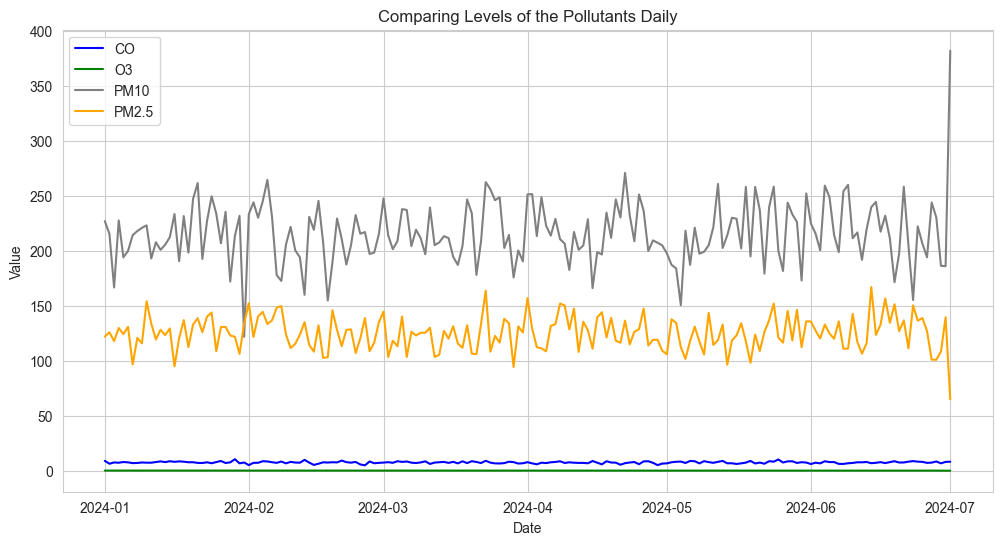 Comparing Levels of the Pollutants Daily
CO
O3
PM10
PM2.5
400
350
300
250
200
150
100
50
0
Value
2024-01
2024-02
2024-03
2024-04
2024-05
2024-06
2024-07
Date